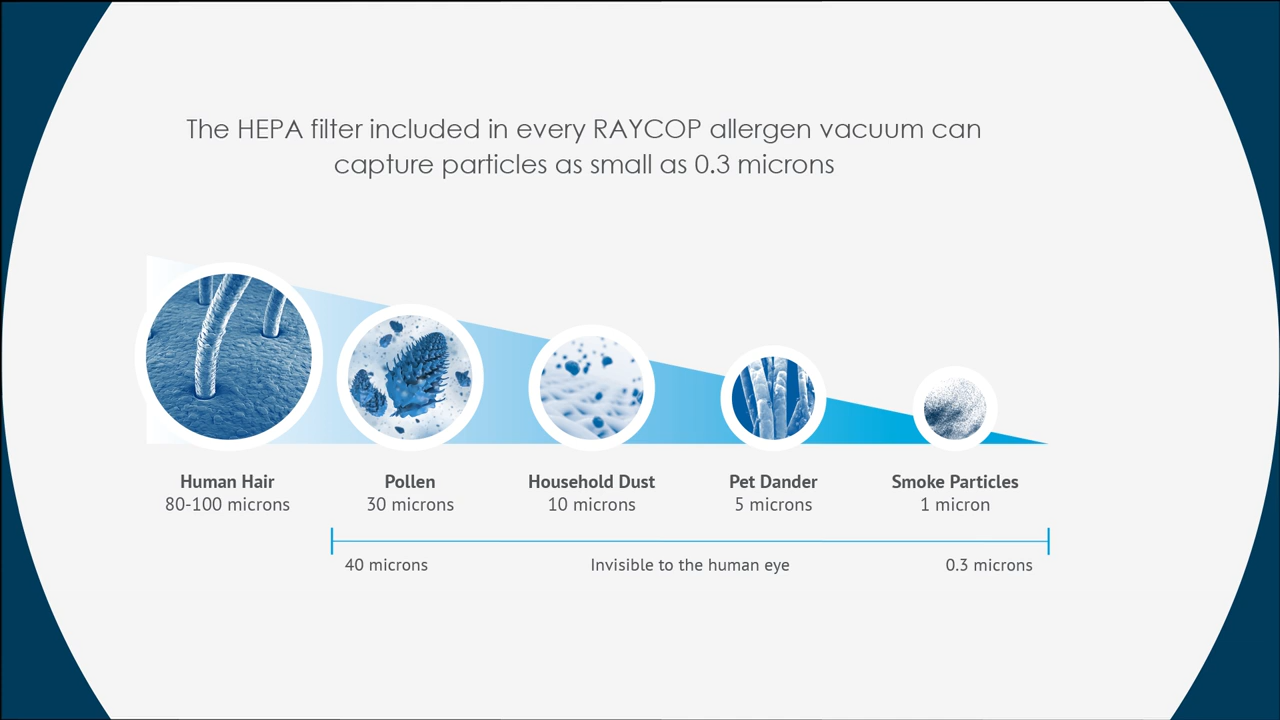 The HEPA filter included in every RAYCOP allergen vacuum can
capture particles as small as 0.3 microns
Human Hair
80-100 microns
Pollen
30 microns
Household Dust
10 microns
Pet Dander
5 microns
Smoke Particles
1 micron
40 microns
Invisible to the human eye
0.3 microns